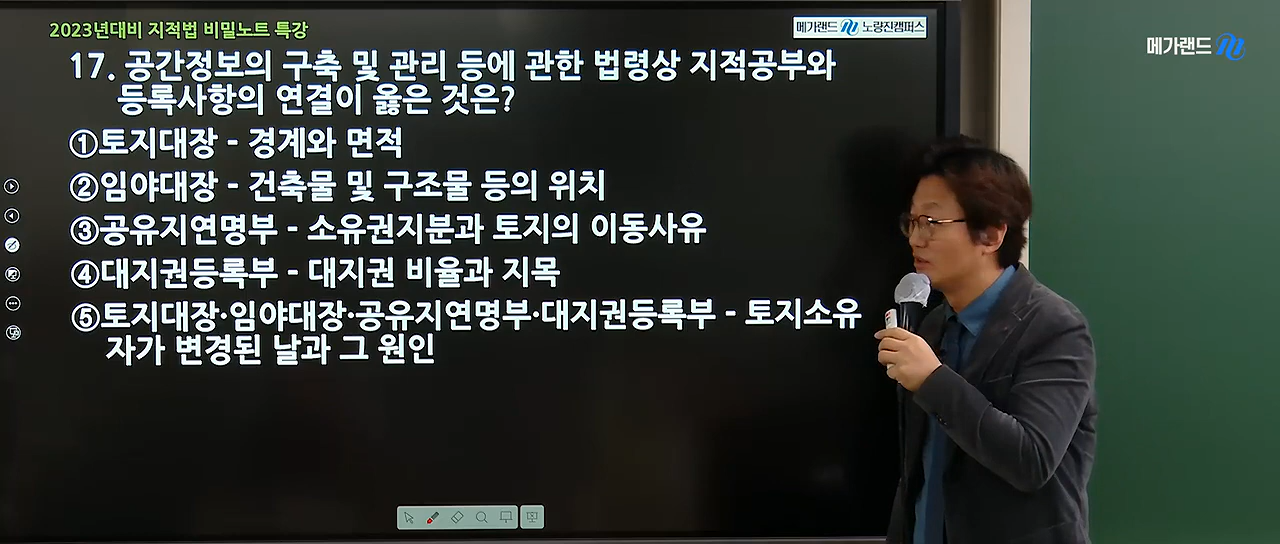 2023년대비 지적법 비밀노트 특강
메가랜드 노량진캠퍼스
메가랜드
17. 공간정보의 구축 및 관리 등에 관한 법령상 지적공부와
등록사항의 연결이 옳은 것은?
①토지대장 - 경계와 면적
②임야대장 - 건축물 및 구조물 등의 위치
③공유지연명부 - 소유권지분과 토지의 이동사유
④대지권등록부 - 대지권 비율과 지목
⑤토지대장·임야대장·공유지연명부·대지권등록부 - 토지소유
자가 변경된 날과 그 원인